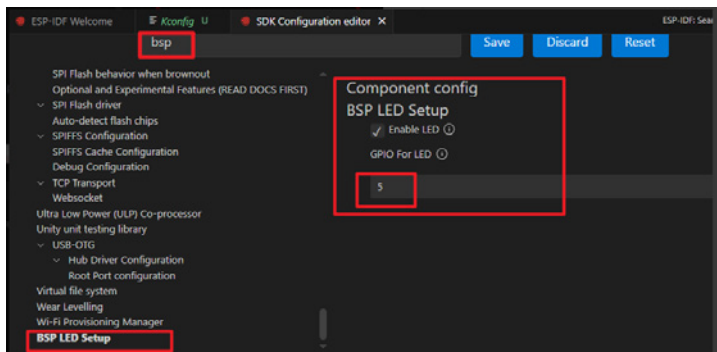 ESP-IDF Welcome
Kconfig U
SDK Configuration editor
ESP-IDF: Sear
bsp
Save
Discard
Reset
SPI Flash behavior when brownout
Optional and Experimental Features (READ DOCS FIRST)
SPI Flash driver
Auto-detect flash chips
SPIFFS Configuration
SPIFFS Cache Configuration
Debug Configuration
TCP Transport
Websocket
Ultra Low Power (ULP) Co-processor
Unity unit testing library
USB-OTG
Hub Driver Configuration
Root Port configuration
Virtual file system
Wear Levelling
Wi-Fi Provisioning Manager
BSP LED Setup
Component config
BSP LED Setup
Enable LED
GPIO For LED
5